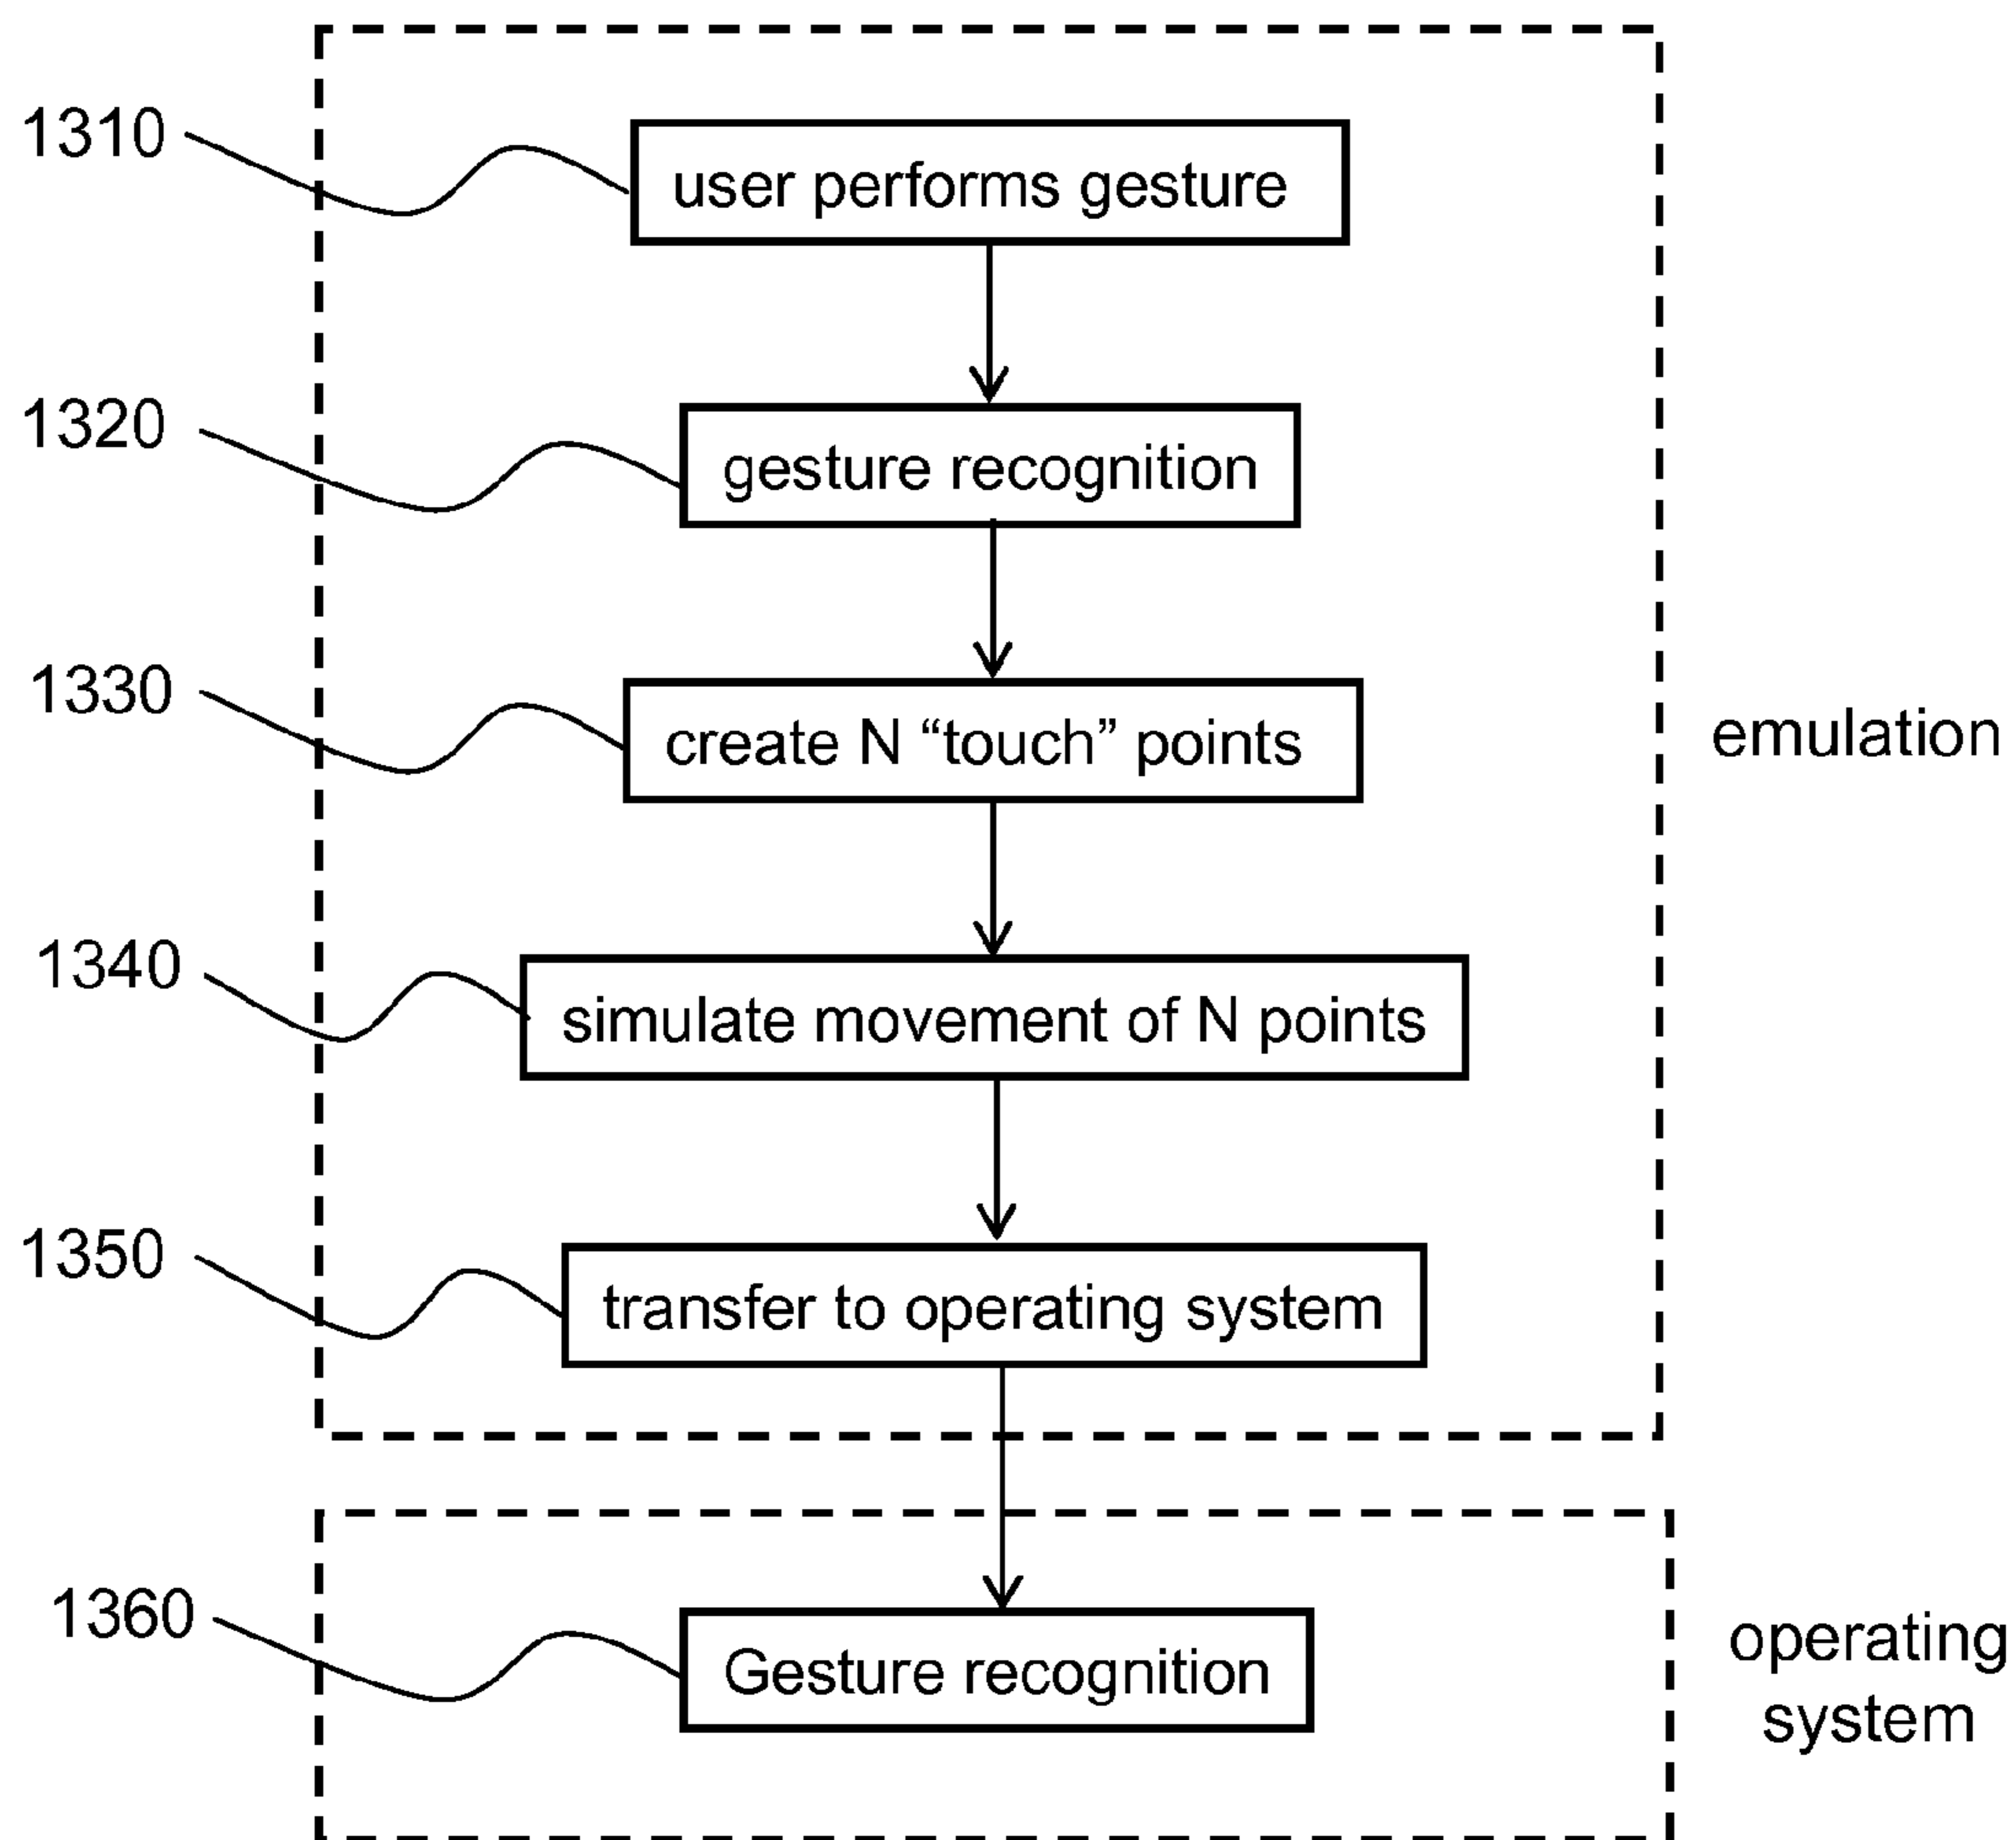 1310
user performs gesture
1320
gesture recognition
1330
create N “touch” points
emulation
1340
simulate movement of N points
1350
transfer to operating system
1360
Gesture recognition
operating
system